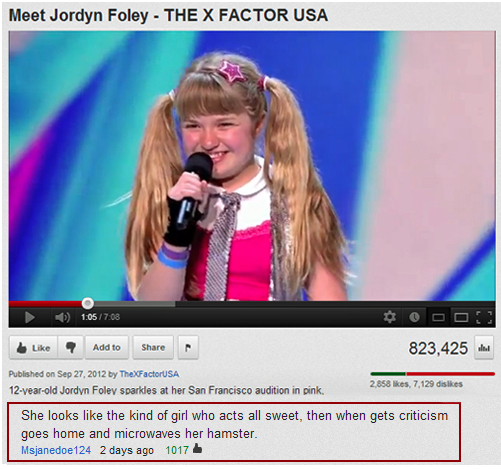 Meet Jordyn Foley - THE X FACTOR USA
1:05 / 7:08
Like
Add to
Share
823,425
Published on Sep 27, 2012 by TheXFactorUSA
2,858 likes, 7,129 dislikes
12-year-old Jordyn Foley sparkles at her San Francisco audition in pink.
She looks like the kind of girl who acts all sweet, then when gets criticism
goes home and microwaves her hamster.
Msjanedoe124 2 days ago 1017